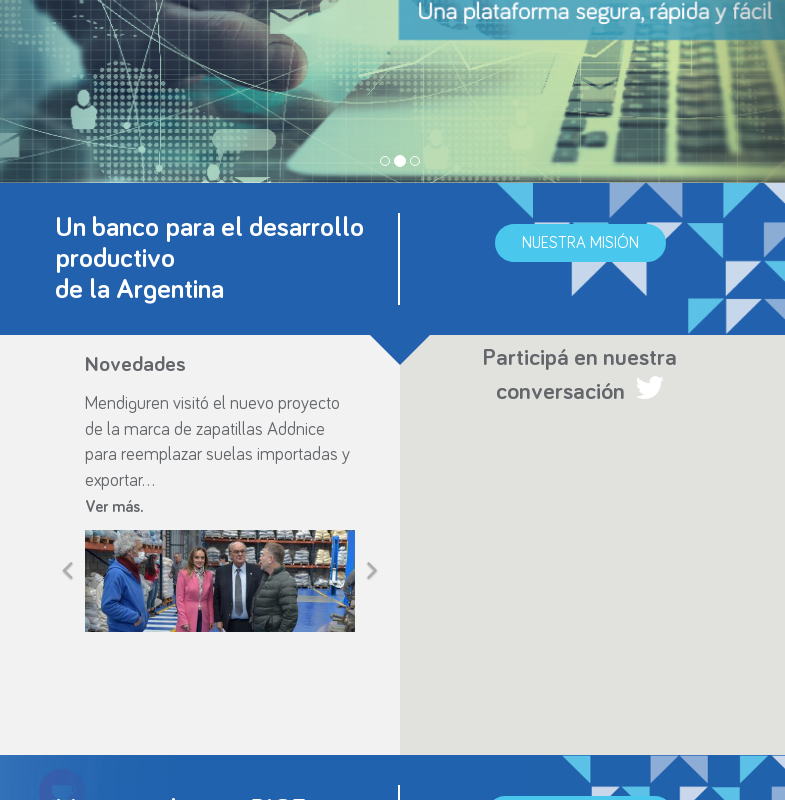 Una plataforma segura, rápida y fácil
Un banco para el desarrollo
productivo
de la Argentina
NUESTRA MISIÓN
Novedades
Mendiguren visitó el nuevo proyecto
de la marca de zapatillas Addnice
para reemplazar suelas importadas y
exportar...
Ver más.
Participá en nuestra
conversación